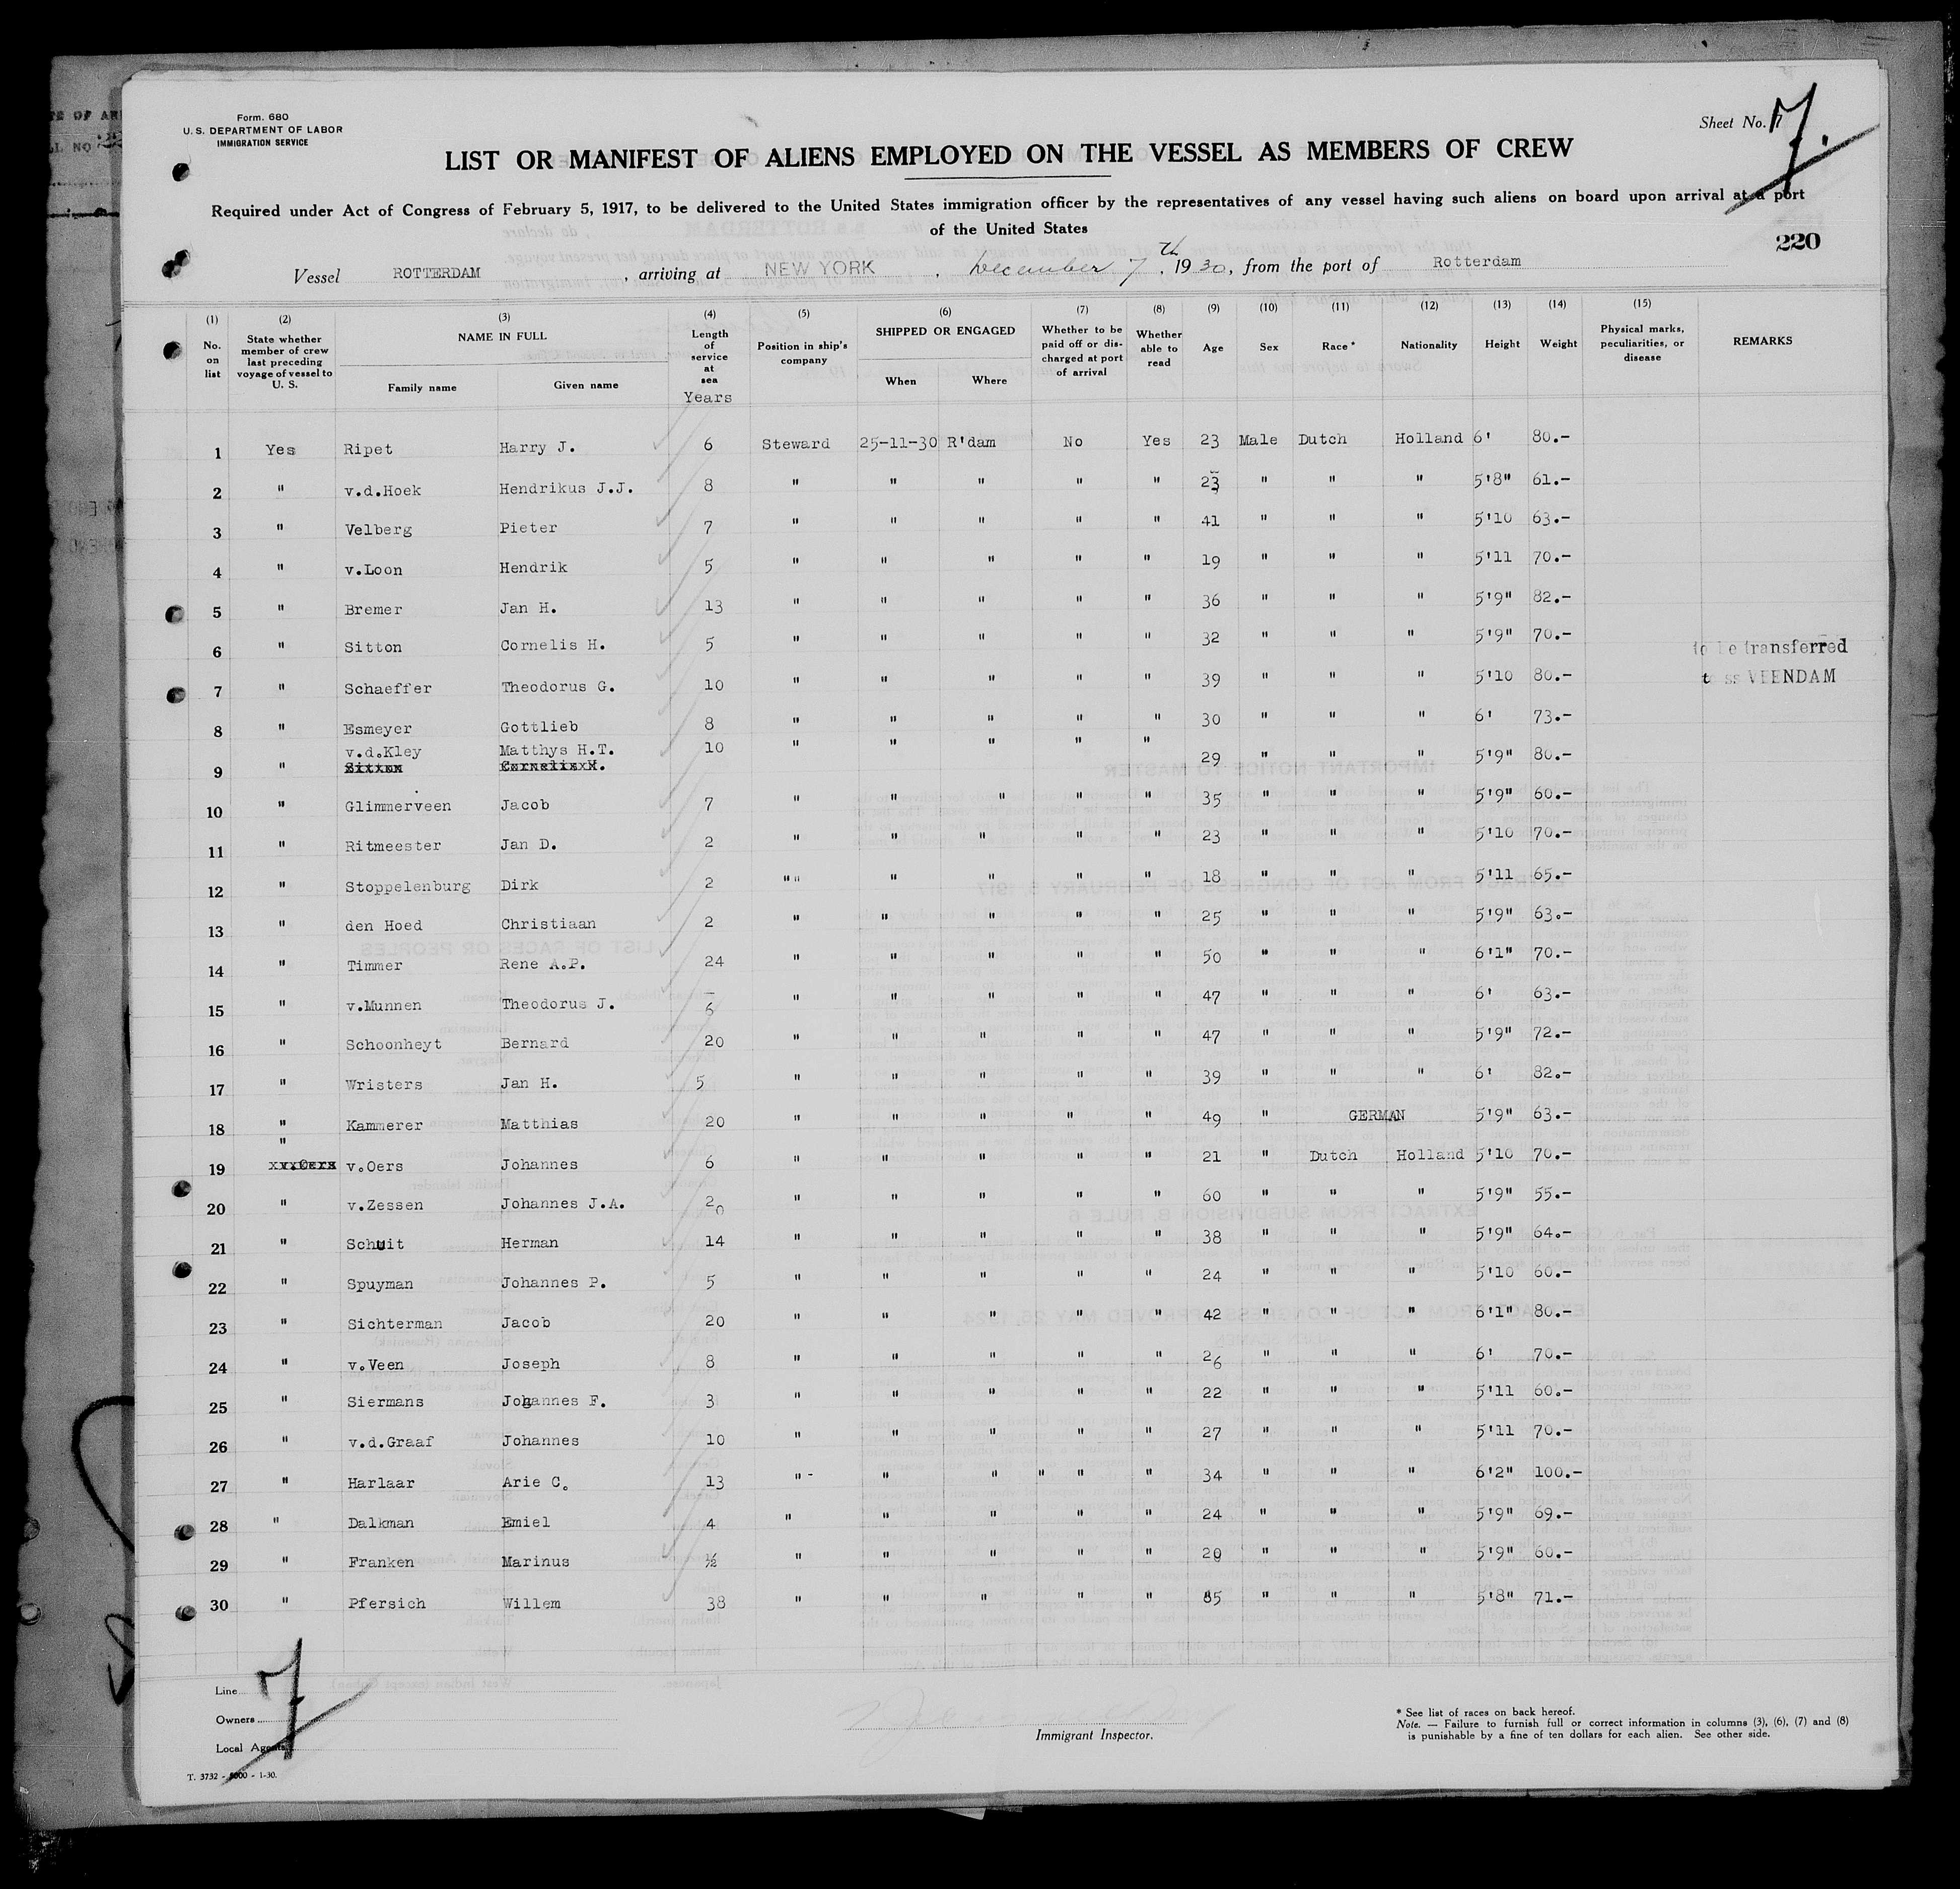 Form. 680
U. S. DEPARTMENT OF LABOR
IMMIGRATION SERVICE
Sheet No. 7
7.
LIST OR MANIFEST OF ALIENS EMPLOYED ON THE VESSEL AS MEMBERS OF CREW
Required under Act of Congress of February 5, 1917, to be delivered to the United States immigration officer by the representatives of any vessel having such aliens on board upon arrival at a port
of the United States
220
Vessel ROTTERDAM, arriving at NEW YORK, December 7th, 1930, from the port of Rotterdam
(1) (2) (3) (4) (5) (6) (7) (8) (9) (10) (11) (12) (13) (14) (15)
No. on list | State whether member of crew last preceding voyage of vessel to U. S. | NAME IN FULL Family name Given name | Length of service at sea Years | Position in ship's company | SHIPPED OR ENGAGED When Where | Whether to be paid off or discharged at port of arrival | Whether able to read | Age | Sex | Race * | Nationality | Height | Weight | Physical marks, peculiarities, or disease | REMARKS
1 Yes Ripet Harry J. 6 Steward 25-11-30 R'dam No Yes 23 Male Dutch Holland 6' 80.-
2 " v.d.Hoek Hendrikus J.J. 8 " " " " " 23 " " " 5'8" 61.-
3 " Velberg Pieter 7 " " " " " 41 " " " 5'10 63.-
4 " v.Loon Hendrik 5 " " " " " 19 " " " 5'11 70.-
5 " Bremer Jan H. 13 " " " " " 36 " " " 5'9" 82.-
6 " Sitton Cornelis H. 5 " " " " " 32 " " " 5'9" 70.- to be transferred
7 " Schaeffer Theodorus G. 10 " " " " " 39 " " " 5'10 80.- to ss VEENDAM
8 " Esmeyer Gottlieb 8 " " " " " 30 " " " 6' 73.-
9 " v.d.Kley Matthys H.T. 10 " " " " " 29 " " " 5'9" 80.-
Sitton Cornelis H.
10 " Glimmerveen Jacob 7 " " " " " 35 " " " 5'9" 60.-
11 " Ritmeester Jan D. 2 " " " " " 23 " " " 5'10 70.-
12 " Stoppelenburg Dirk 2 "" " " " " 18 " " " 5'11 65.-
13 " den Hoed Christiaan 2 " " " " " 25 " " " 5'9" 63.-
14 " Timmer Rene A.P. 24 " " " " " 50 " " " 6'1" 70.-
15 " v.Munnen Theodorus J. 6 " " " " " 47 " " " 6' 63.-
16 " Schoonheyt Bernard 20 " " " " " 47 " " " 5'9" 72.-
17 " Wristers Jan H. 5 " " " " " 39 " " " 6' 82.-
18 " Kammerer Matthias 20 " " " " " 49 " GERMAN 5'9" 63.-
19 " v.Oers Johannes 6 " " " " " 21 " Dutch Holland 5'10 70.-
20 " v.Zessen Johannes J.A. 20 " " " " " 60 " " " 5'9" 55.-
21 " Schuit Herman 14 " " " " " 38 " " " 5'9" 64.-
22 " Spuyman Johannes P. 5 " " " " " 24 " " " 5'10 60.-
23 " Sichterman Jacob 20 " " " " " 42 " " " 6'1" 80.-
24 " v.Veen Joseph 8 " " " " " 26 " " " 6' 70.-
25 " Siermans Johannes F. 3 " " " " " 22 " " " 5'11 60.-
26 " v.d.Graaf Johannes 10 " " " " " 27 " " " 5'11 70.-
27 " Harlaar Arie C. 13 "- " " " " " 34 " " " 6'2" 100.-
28 " Dalkman Emiel 4 " " " " " 24 " " " 5'9" 69.-
29 " Franken Marinus ½ " " " " " 20 " " " 5'9" 60.-
30 " Pfersich Willem 38 " " " " " " " " 5'8" 71.-
7
Line
Owners
Local Agents
T. 3732 - 5000 - 1-30.
Immigrant Inspector.
* See list of races on back hereof.
Note. — Failure to furnish full or correct information in columns (3), (6), (7) and (8)
is punishable by a fine of ten dollars for each alien. See other side.